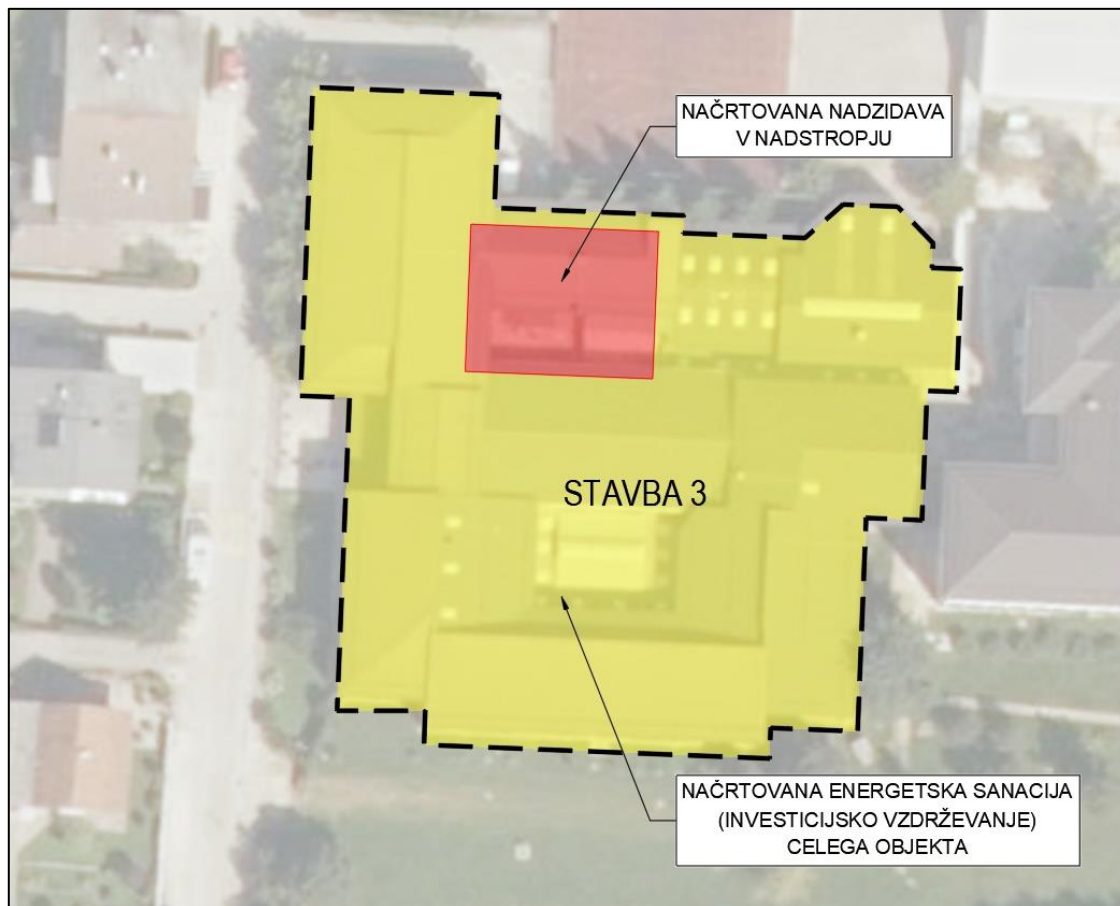 NAČRTOVANA NADZIDAVA
V NADSTROPJU
STAVBA 3
NAČRTOVANA ENERGETSKA SANACIJA
(INVESTICIJSKO VZDRŽEVANJE)
CELEGA OBJEKTA